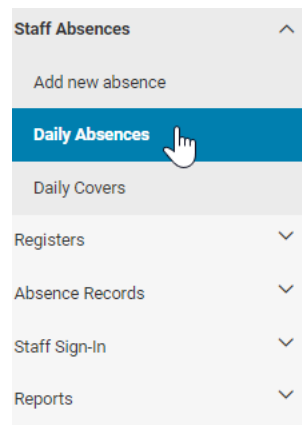 Staff Absences
Add new absence
Daily Absences
Daily Covers
Registers
Absence Records
Staff Sign-In
Reports